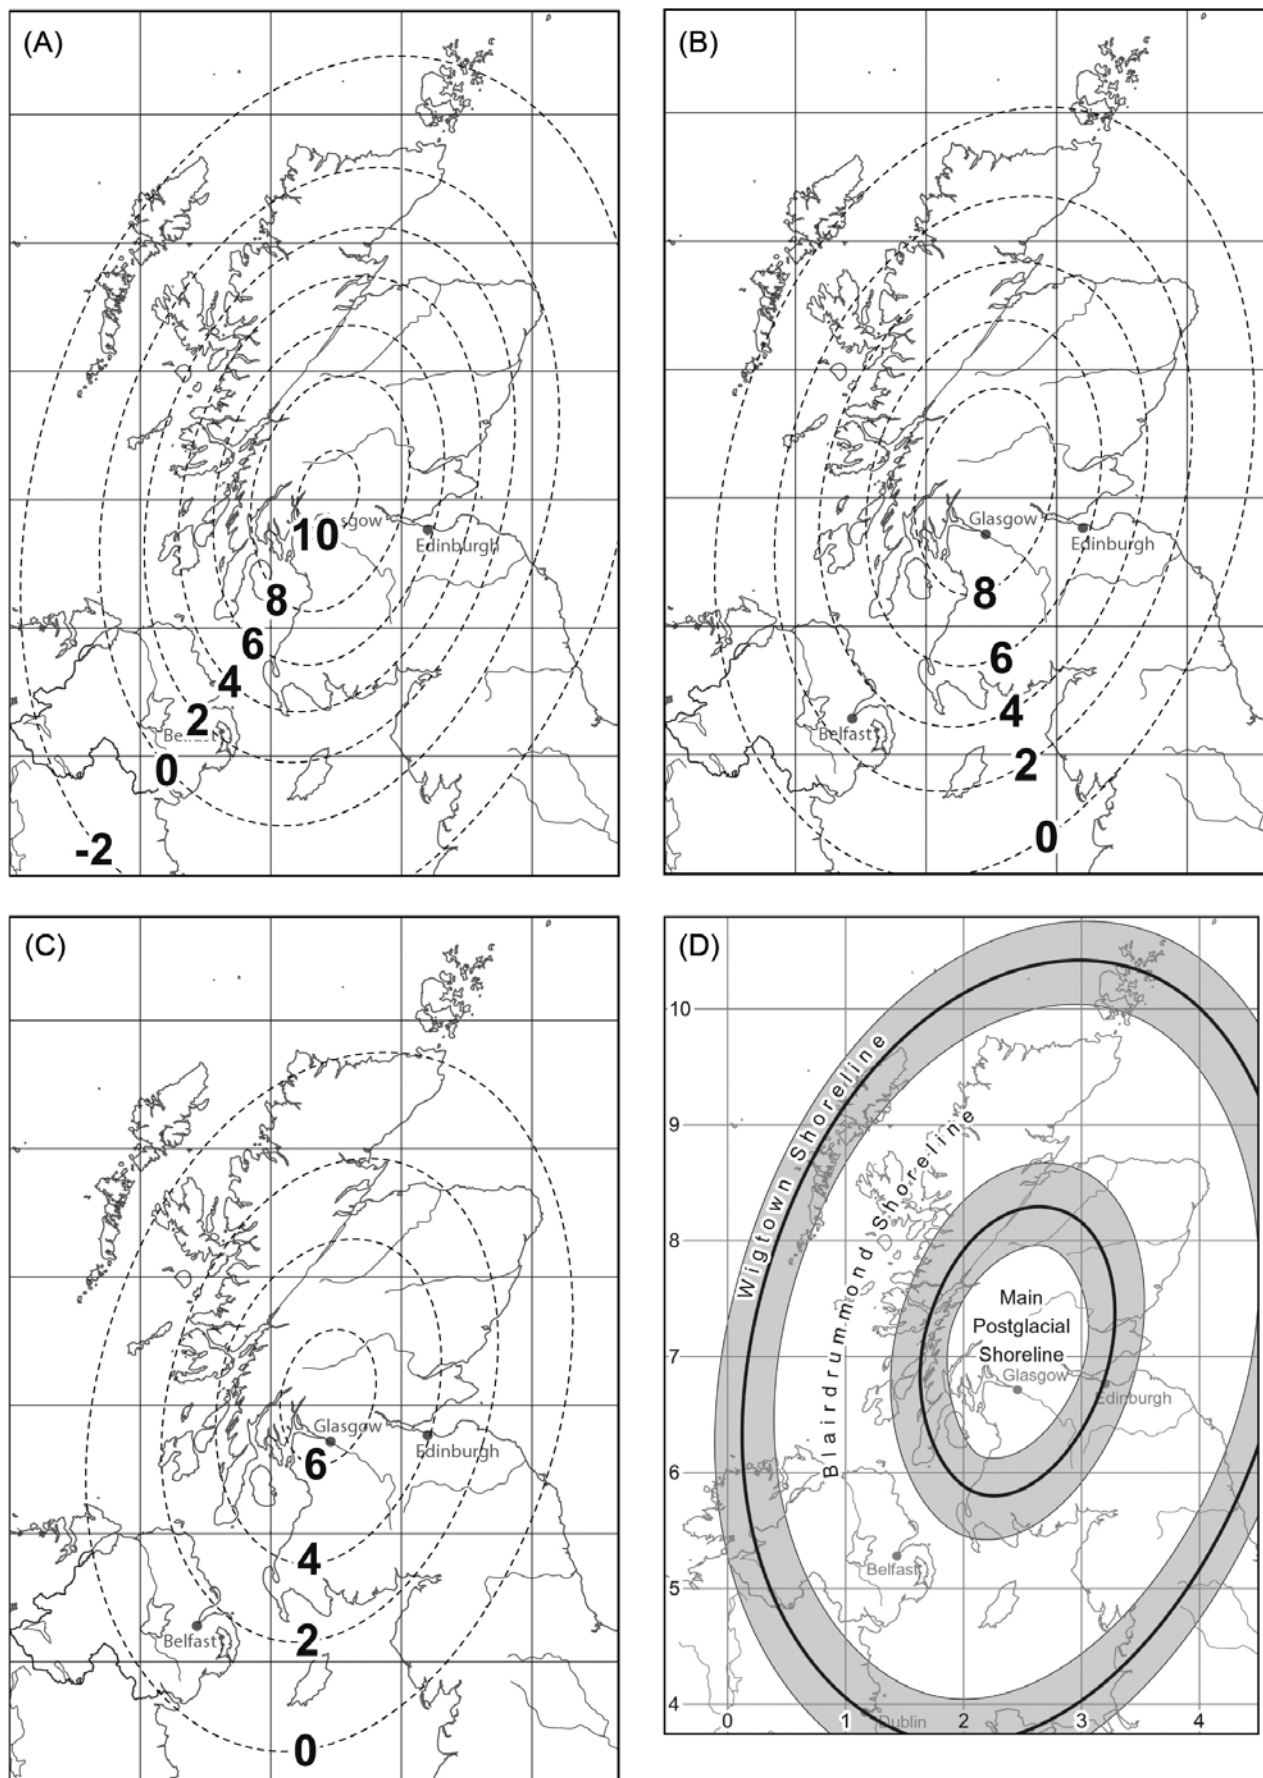 (A)
sgow
10
Edinburgh
8
6
4
2
Belfast
0
-2
(B)
Glasgow
Edinburgh
8
6
4
Belfast
2
0
(C)
Glasgow
Edinburgh
6
4
2
Belfast
0
(D)
10
9
8
7
6
5
4
Wigtown Shoreline
Blairdrummond Shoreline
Main
Postglacial
Shoreline
Glasgow
Edinburgh
Belfast
Dublin
0 1 2 3 4